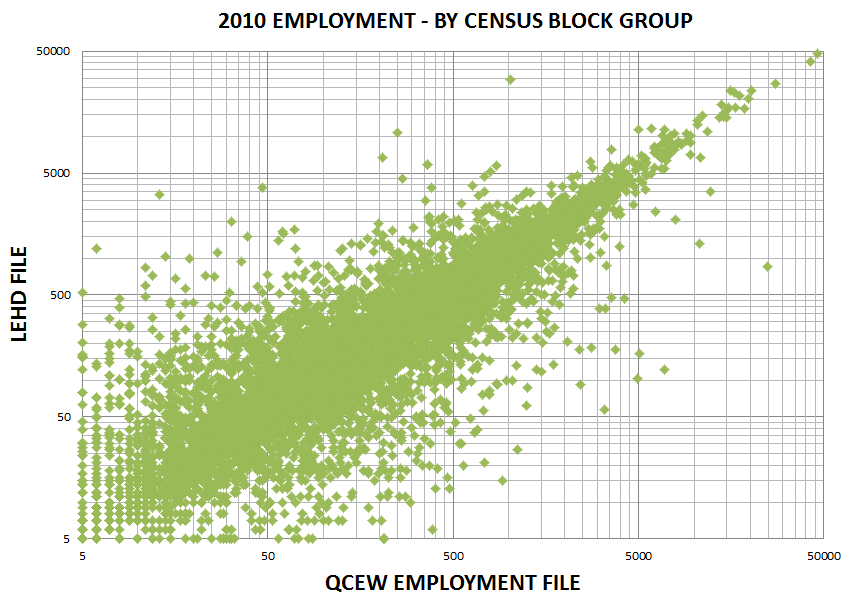 2010 EMPLOYMENT - BY CENSUS BLOCK GROUP
50000
5000
500
50
5
LEHD FILE
5 50 500 5000 50000
QCEW EMPLOYMENT FILE